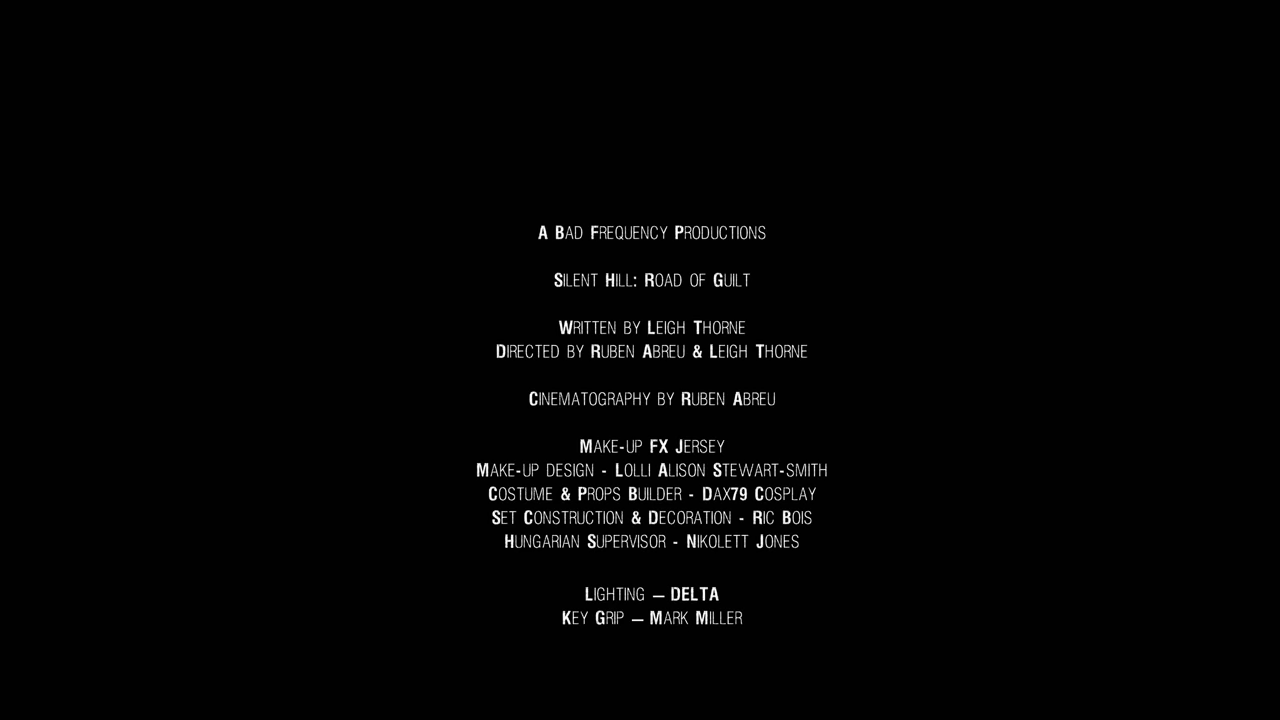 A Bad Frequency Productions
Silent Hill: Road of Guilt
Written by Leigh Thorne
Directed by Ruben Abreu & Leigh Thorne
Cinematography by Ruben Abreu
Make-up FX Jersey
Make-up design - Lolli Alison Stewart-Smith
Costume & Props Builder - Dax79 Cosplay
Set Construction & Decoration - Ric Bois
Hungarian Supervisor - Nikolett Jones
Lighting – DELTA
Key Grip – Mark Miller